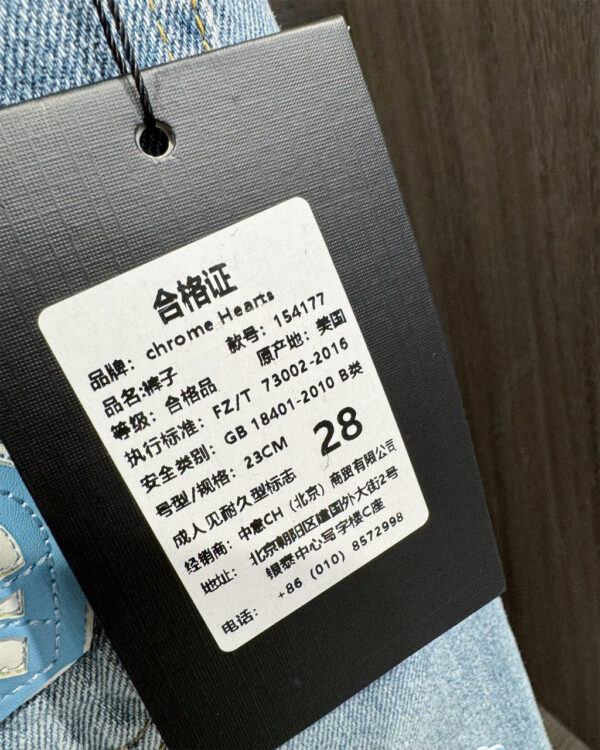 合格证
品牌: chrome Hearts
款号: 154177
品名:裤子
原产地: 美国
等级: 合格品
执行标准: FZ/T 73002-2016
安全类别: GB 18401-2010 B类
号型/规格: 23CM
28
成人见耐久型标志
经销商: 中意CH（北京）商贸有限公司
地址: 北京朝阳区建国外大街2号
银泰中心写字楼C座
电话: +86 (010) 8572998